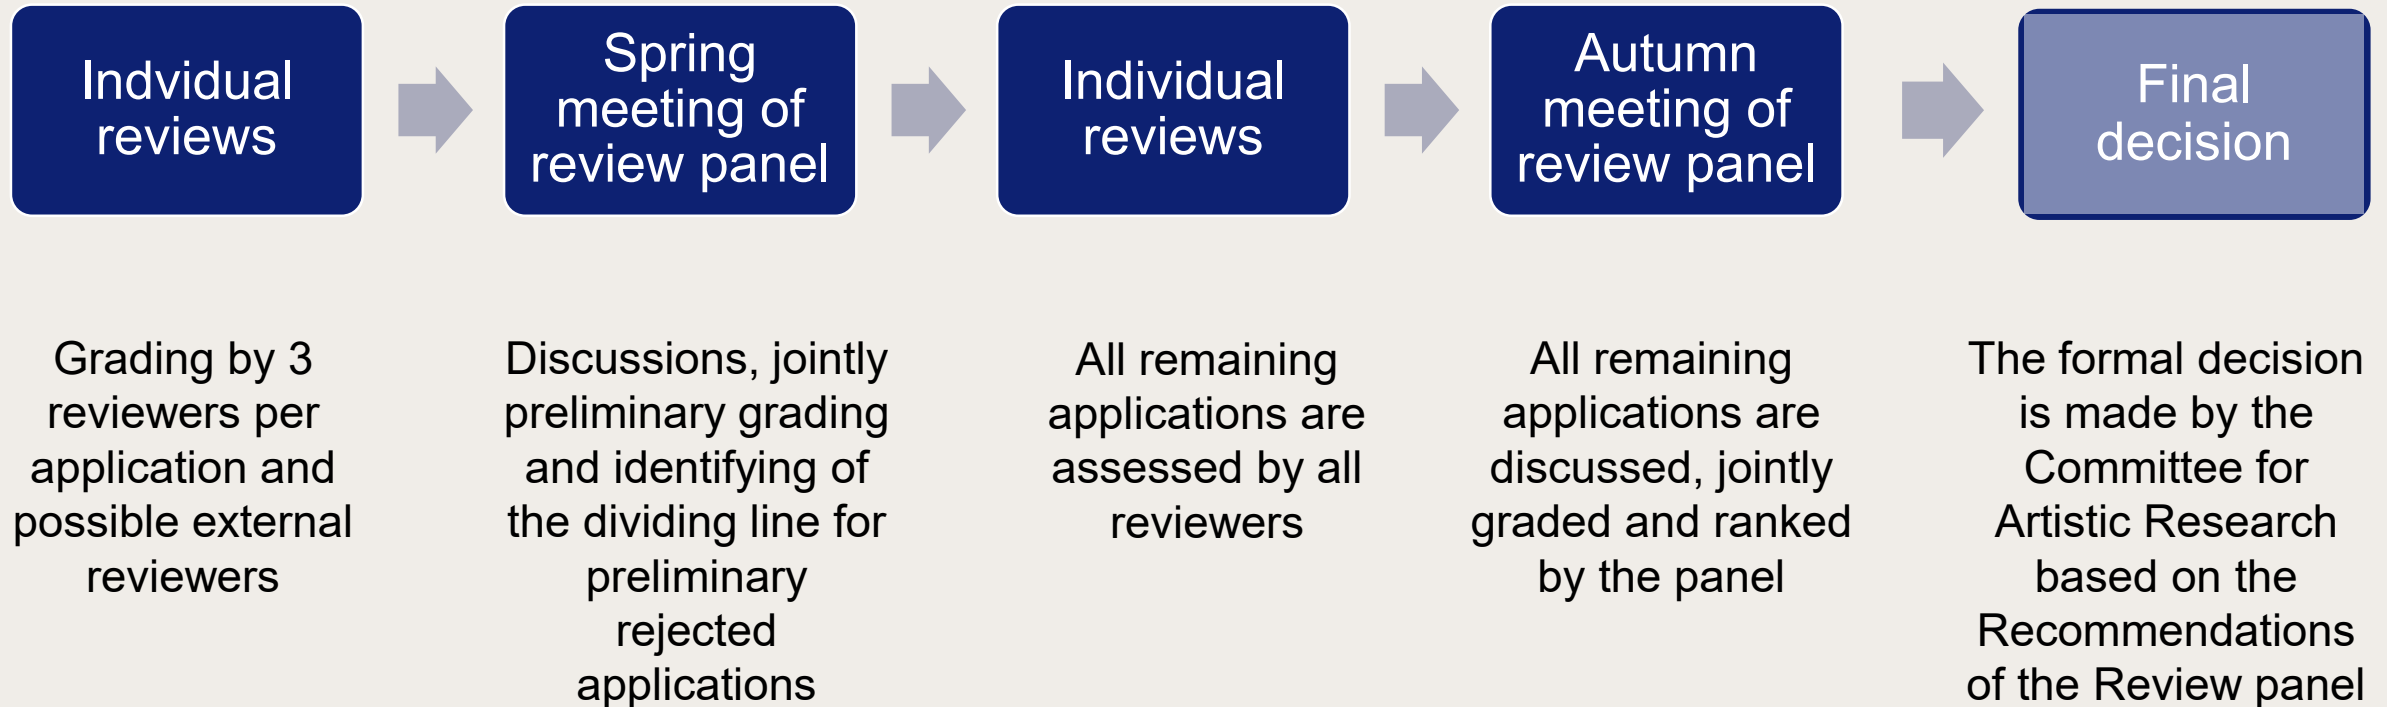 Indvidual
reviews
Spring
meeting of
review panel
Individual
reviews
Autumn
meeting of
review panel
Final
decision
Grading by 3
reviewers per
application and
possible external
reviewers
Discussions, jointly
preliminary grading
and identifying of
the dividing line for
preliminary
rejected
applications
All remaining
applications are
assessed by all
reviewers
All remaining
applications are
discussed, jointly
graded and ranked
by the panel
The formal decision
is made by the
Committee for
Artistic Research
based on the
Recommendations
of the Review panel